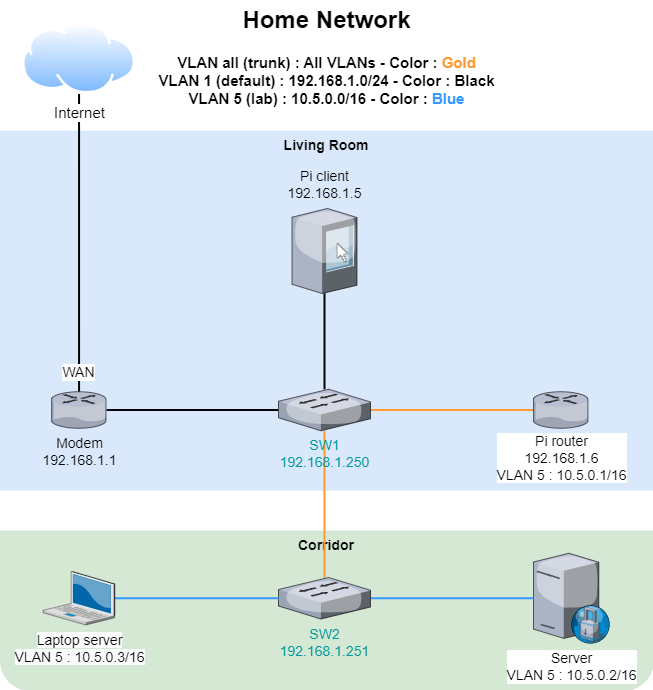 Home Network
VLAN all (trunk) : All VLANs - Color : Gold
VLAN 1 (default) : 192.168.1.0/24 - Color : Black
VLAN 5 (lab) : 10.5.0.0/16 - Color : Blue
Internet
Living Room
Pi client
192.168.1.5
WAN
Modem
192.168.1.1
SW1
192.168.1.250
Pi router
192.168.1.6
VLAN 5 : 10.5.0.1/16
Corridor
Laptop server
VLAN 5 : 10.5.0.3/16
SW2
192.168.1.251
Server
VLAN 5 : 10.5.0.2/16